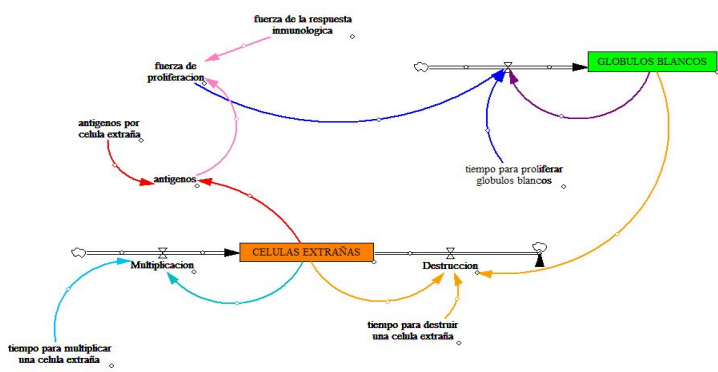 fuerza de la respuesta
inmunologica
fuerza de
proliferacion
GLOBULOS BLANCOS
antigenos por
celula extraña
antigenos
tiempo para proliferar
globulos blancos
CELULAS EXTRAÑAS
Multiplicacion
Destruccion
tiempo para destruir
una celula extraña
tiempo para multiplicar
una celula extraña